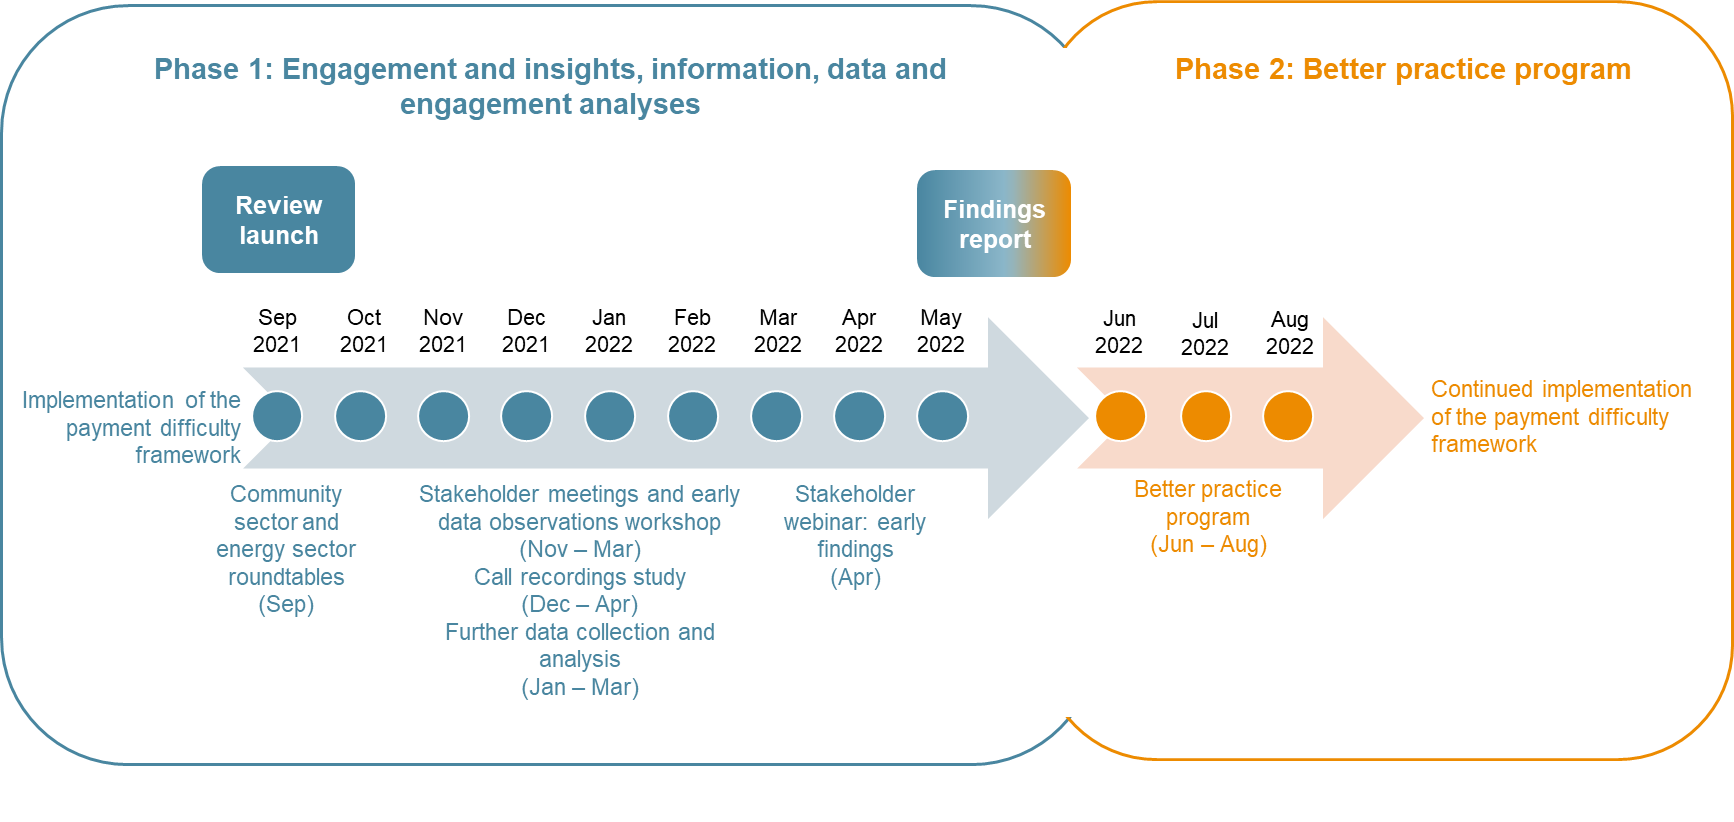 Phase 1: Engagement and insights, information, data and
engagement analyses
Phase 2: Better practice program
Review
launch
Findings
report
Sep
2021
Oct
2021
Nov
2021
Dec
2021
Jan
2022
Feb
2022
Mar
2022
Apr
2022
May
2022
Jun
2022
Jul
2022
Aug
2022
Implementation of the
payment difficulty
framework
Continued implementation
of the payment difficulty
framework
Community
sector and
energy sector
roundtables
(Sep)
Stakeholder meetings and early
data observations workshop
(Nov – Mar)
Call recordings study
(Dec – Apr)
Further data collection and
analysis
(Jan – Mar)
Stakeholder
webinar: early
findings
(Apr)
Better practice
program
(Jun – Aug)